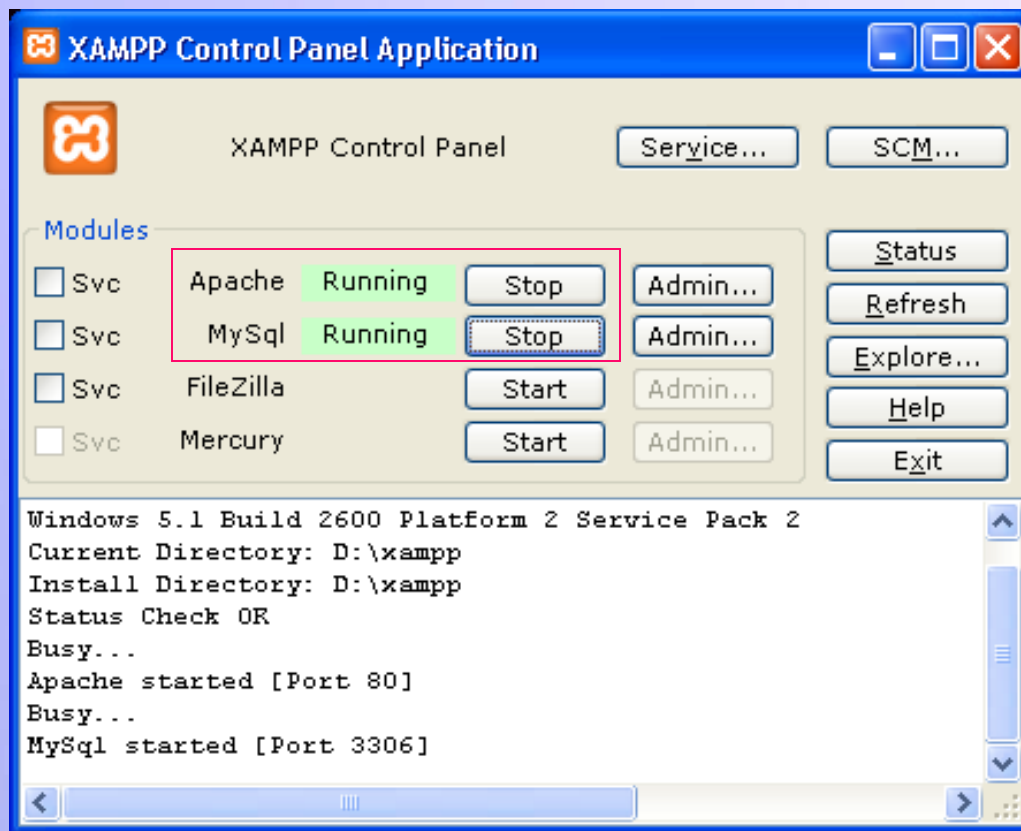 XAMPP Control Panel Application
XAMPP Control Panel Service... SCM...
Modules
Svc Apache Running Stop Admin...
Svc MySql Running Stop Admin...
Svc FileZilla Start Admin...
Svc Mercury Start Admin...
Status
Refresh
Explore...
Help
Exit
Windows 5.1 Build 2600 Platform 2 Service Pack 2
Current Directory: D:\xampp
Install Directory: D:\xampp
Status Check OK
Busy...
Apache started [Port 80]
Busy...
MySql started [Port 3306]